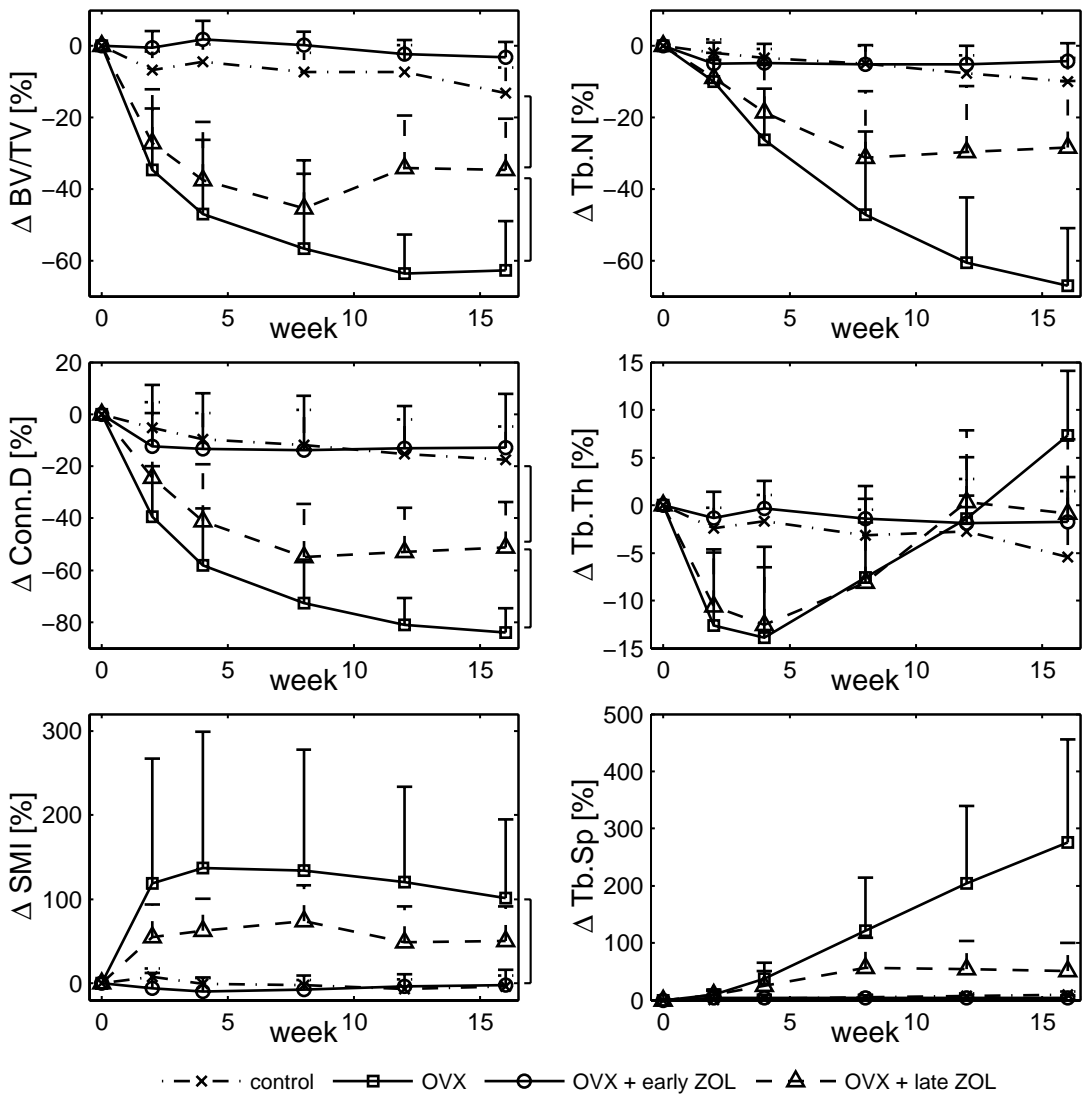 Δ BV/TV [%]
0
−20
−40
−60
0 5 10 15
week
Δ Tb.N [%]
0
−20
−40
−60
0 5 10 15
week
Δ Conn.D [%]
20
0
−20
−40
−60
−80
0 5 10 15
week
Δ Tb.Th [%]
15
10
5
0
−5
−10
−15
0 5 10 15
week
Δ SMI [%]
300
200
100
0
0 5 10 15
week
Δ Tb.Sp [%]
500
400
300
200
100
0
0 5 10 15
week
control OVX OVX + early ZOL OVX + late ZOL